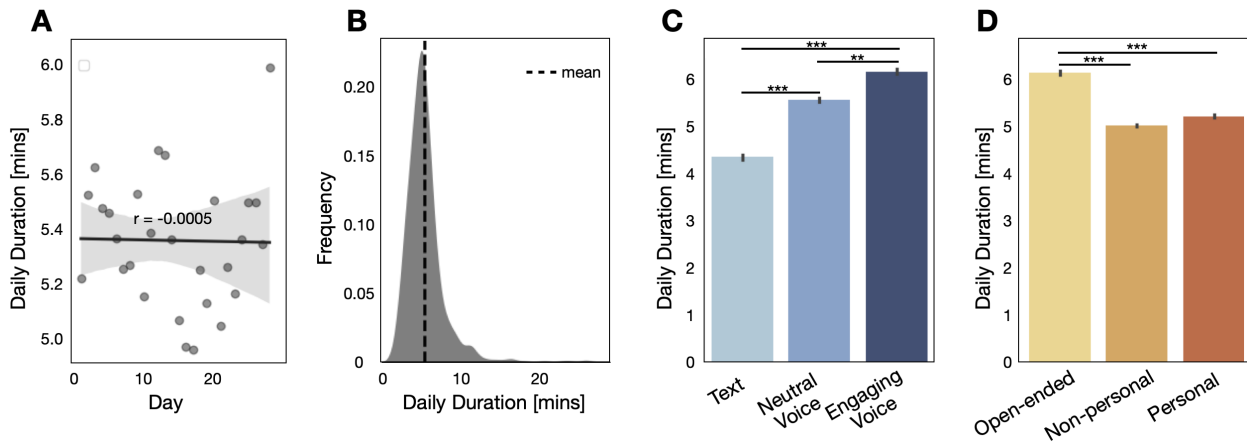 A
Daily Duration [mins]
6.0
5.8
5.6
5.4
5.2
5.0
r = -0.0005
0
10
20
Day
B
Frequency
0.20
0.15
0.10
0.05
0
mean
0
10
20
Daily Duration [mins]
C
Daily Duration [mins]
6
5
4
3
2
1
0
***
**
***
Text
Neutral
Voice
Engaging
Voice
D
Daily Duration [mins]
6
5
4
3
2
1
0
***
***
Open-ended
Non-personal
Personal